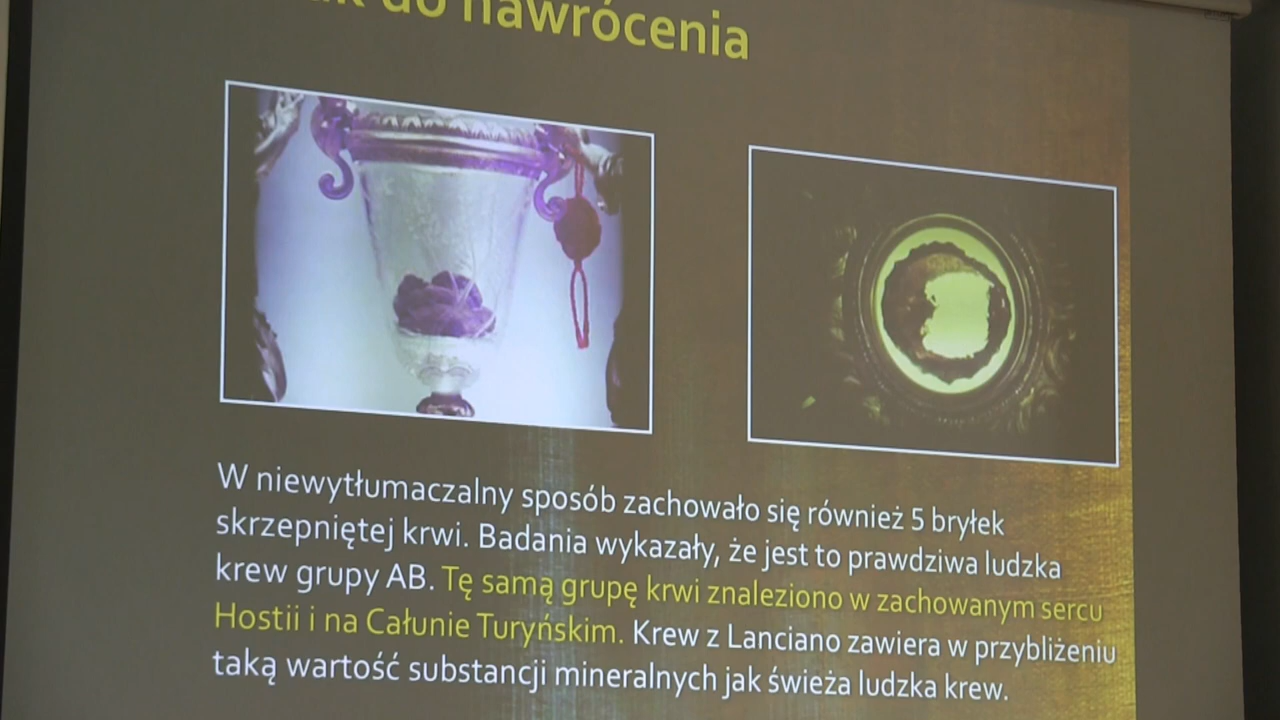 do nawrócenia
W niewytłumaczalny sposób zachowało się również 5 bryłek
skrzepniętej krwi. Badania wykazały, że jest to prawdziwa ludzka
krew grupy AB. Tę samą grupę krwi znaleziono w zachowanym sercu
Hostii i na Całunie Turyńskim. Krew z Lanciano zawiera w przybliżeniu
taką wartość substancji mineralnych jak świeża ludzka krew.